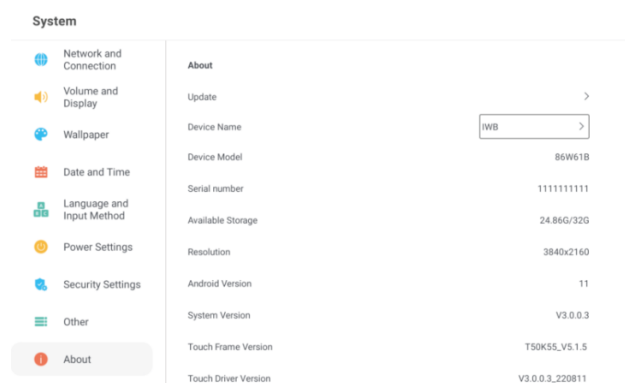 System
Network and
Connection
Volume and
Display
Wallpaper
Date and Time
Language and
Input Method
Power Settings
Security Settings
Other
About
About
Update
Device Name IWB
Device Model 86W61B
Serial number 1111111111
Available Storage 24.86G/32G
Resolution 3840x2160
Android Version 11
System Version V3.0.0.3
Touch Frame Version T50K55_V5.1.5
Touch Driver Version V3.0.0.3_220811